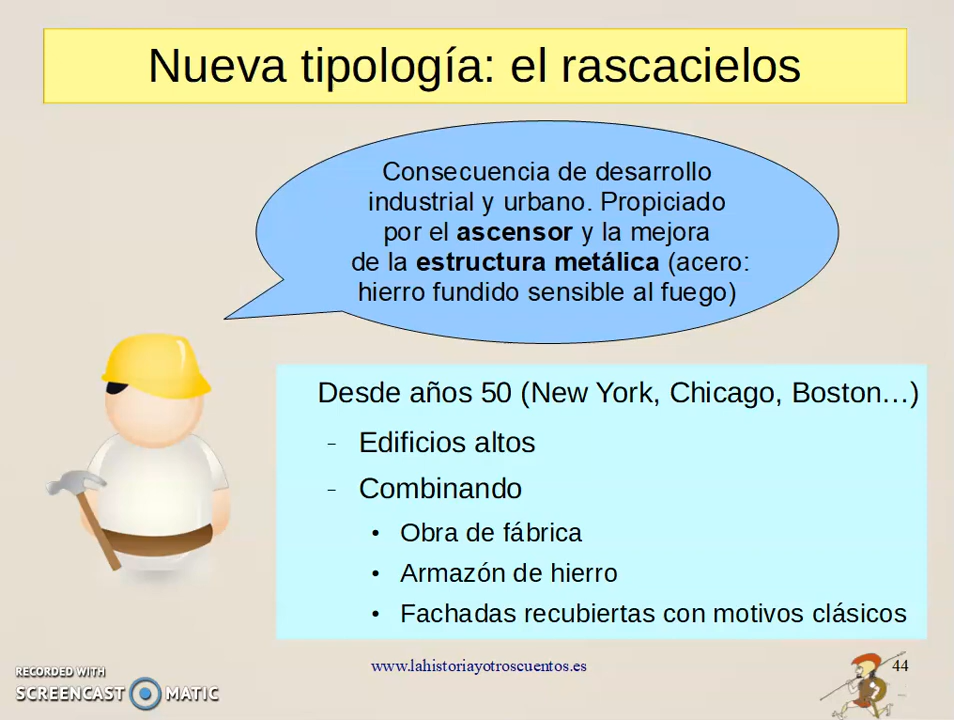 Nueva tipología: el rascacielos
Consecuencia de desarrollo
industrial y urbano. Propiciado
por el ascensor y la mejora
de la estructura metálica (acero:
hierro fundido sensible al fuego)
Desde años 50 (New York, Chicago, Boston…)
– Edificios altos
– Combinando
• Obra de fábrica
• Armazón de hierro
• Fachadas recubiertas con motivos clásicos
www.lahistoriayotroscuentos.es
44
RECORDED WITH
SCREENCAST MATIC